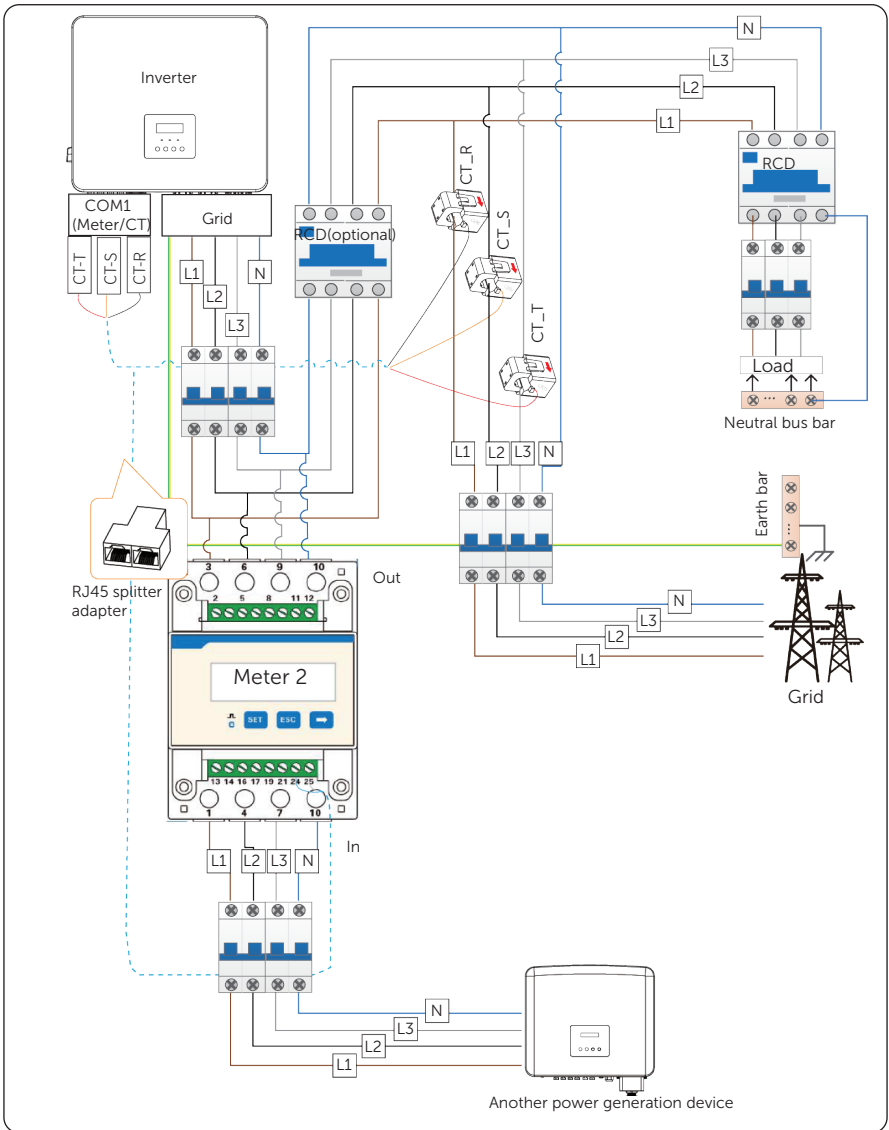 N
L3
L2
L1
Inverter
COM1
(Meter/CT)
Grid
CT-T
CT-S
CT-R
L1
L2
L3
N
RCD(optional)
CT_R
CT_S
CT_T
RCD
Load
...
Neutral bus bar
L1
L2
L3
N
Earth bar
...
RJ45 splitter
adapter
3 6 9 10
Out
2 5 8 11 12
Meter 2
SET ESC
13 14 16 17 19 21 24 25
1 4 7 10
In
N
L3
L2
L1
Grid
L1
L2
L3
N
N
L3
L2
L1
Another power generation device